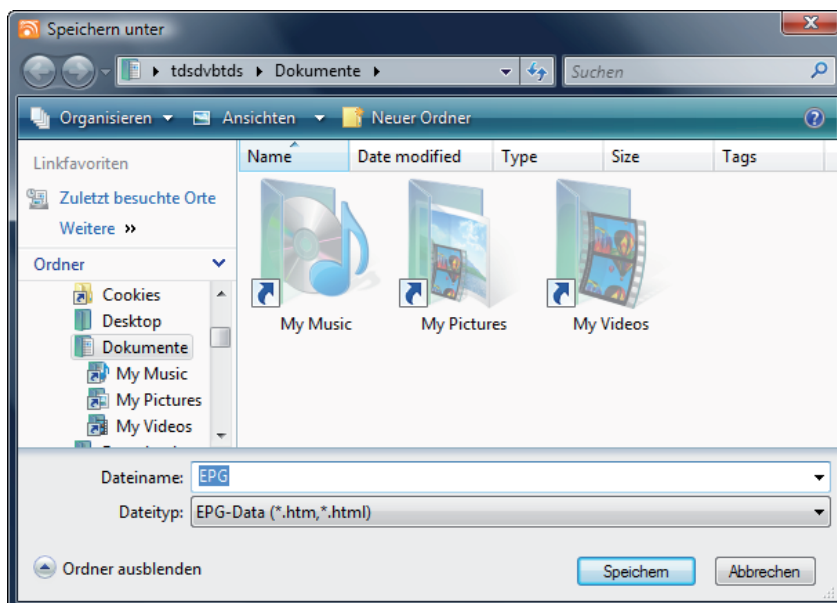 Speichern unter
tdsdvbtds Dokumente
Suchen
Organisieren Ansichten Neuer Ordner
Linkfavoriten
Zuletzt besuchte Orte
Weitere »
Ordner
Cookies
Desktop
Dokumente
My Music
My Pictures
My Videos
Name Date modified Type Size Tags
My Music My Pictures My Videos
Dateiname: EPG
Dateityp: EPG-Data (*.htm,*.html)
Ordner ausblenden
Speichern Abbrechen